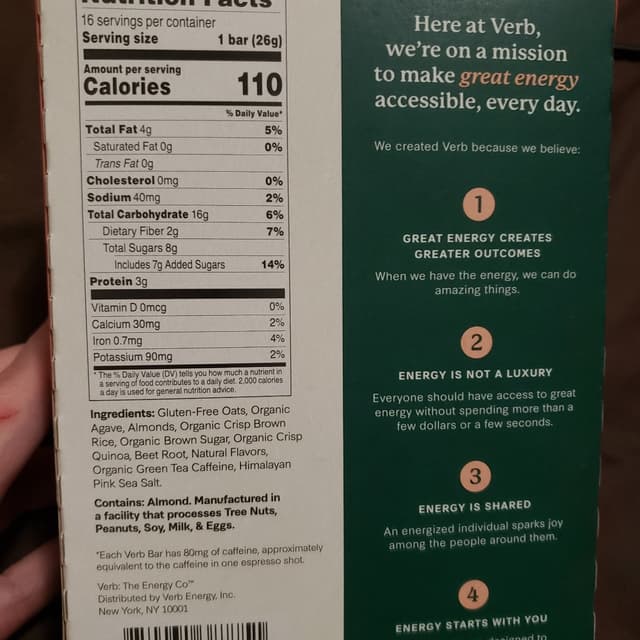 Nutrition Facts
16 servings per container
Serving size 1 bar (26g)
Amount per serving
Calories 110
% Daily Value*
Total Fat 4g 5%
Saturated Fat 0g 0%
Trans Fat 0g
Cholesterol 0mg 0%
Sodium 40mg 2%
Total Carbohydrate 16g 6%
Dietary Fiber 2g 7%
Total Sugars 8g
Includes 7g Added Sugars 14%
Protein 3g
Vitamin D 0mcg 0%
Calcium 30mg 2%
Iron 0.7mg 4%
Potassium 90mg 2%
* The % Daily Value (DV) tells you how much a nutrient in
a serving of food contributes to a daily diet. 2,000 calories
a day is used for general nutrition advice.
Ingredients: Gluten-Free Oats, Organic
Agave, Almonds, Organic Crisp Brown
Rice, Organic Brown Sugar, Organic Crisp
Quinoa, Beet Root, Natural Flavors,
Organic Green Tea Caffeine, Himalayan
Pink Sea Salt.
Contains: Almond. Manufactured in
a facility that processes Tree Nuts,
Peanuts, Soy, Milk, & Eggs.
*Each Verb Bar has 80mg of caffeine, approximately
equivalent to the caffeine in one espresso shot.
Verb: The Energy Co™
Distributed by Verb Energy, Inc.
New York, NY 10001
Here at Verb,
we're on a mission
to make great energy
accessible, every day.
We created Verb because we believe:
1
GREAT ENERGY CREATES
GREATER OUTCOMES
When we have the energy, we can do
amazing things.
2
ENERGY IS NOT A LUXURY
Everyone should have access to great
energy without spending more than a
few dollars or a few seconds.
3
ENERGY IS SHARED
An energized individual sparks joy
among the people around them.
4
ENERGY STARTS WITH YOU
designed to